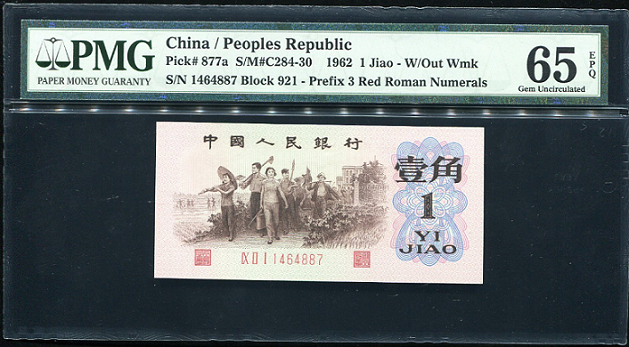 PMG
PAPER MONEY GUARANTY
China / Peoples Republic
Pick# 877a S/M#C284-30 1962 1 Jiao - W/Out Wmk
S/N 1464887 Block 921 - Prefix 3 Red Roman Numerals
65 EPQ
Gem Uncirculated
中國人民銀行
壹角
1
YI
JIAO
IX II I 1464887